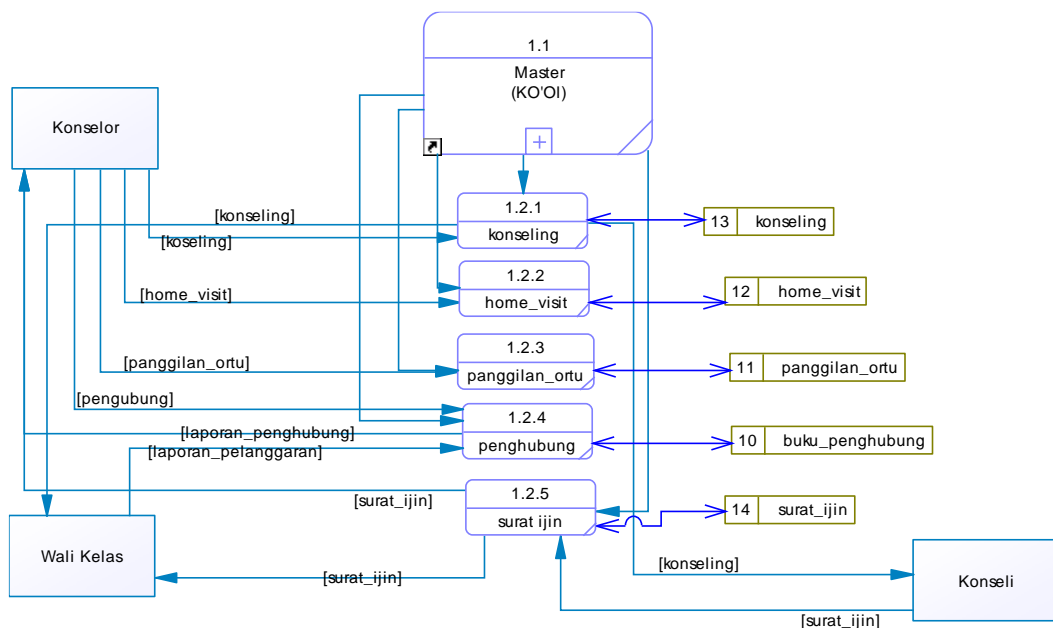 1.1
Master
(KO'OI)
Konselor
1.2.1
konseling
[konseling]
[koseling]
13 konseling
1.2.2
home_visit
[home_visit]
12 home_visit
1.2.3
panggilan_ortu
[panggilan_ortu]
11 panggilan_ortu
[pengubung]
1.2.4
penghubung
[laporan_penghubung]
[laporan_pelanggaran]
10 buku_penghubung
1.2.5
surat ijin
[surat_ijin]
14 surat_ijin
Wali Kelas
[surat_ijin]
[konseling]
Konseli
[surat_ijin]